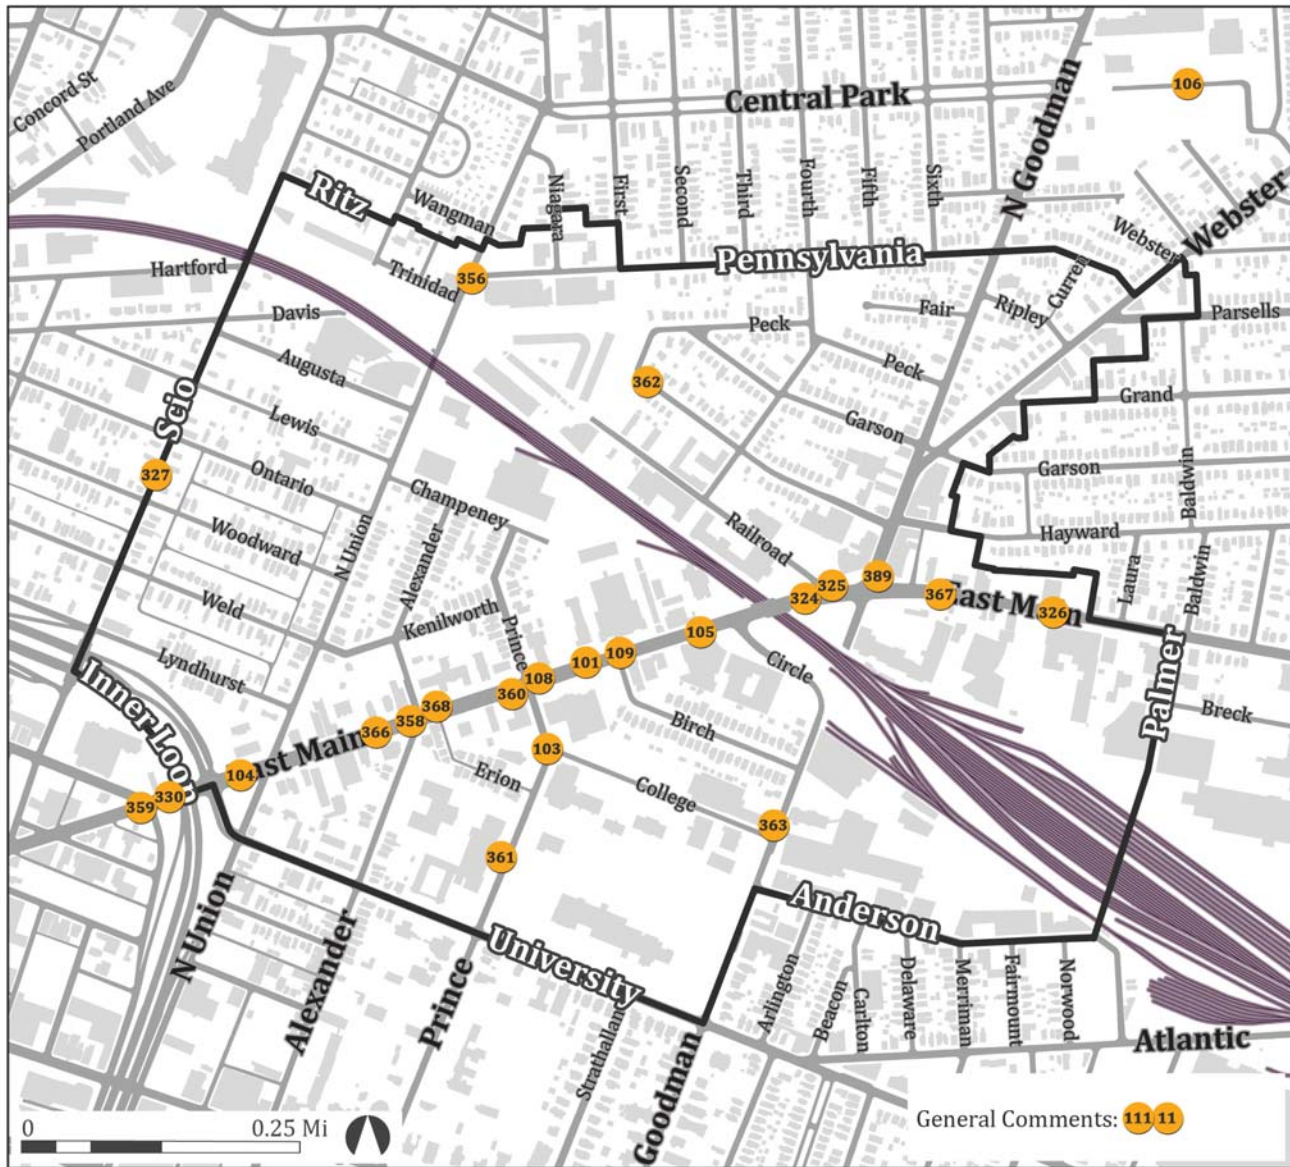 Concord St
Portland Ave
Central Park
N Goodman
106
Ritz
Wangman
Niagara
First
Second
Third
Fourth
Fifth
Sixth
Webster
Webster
Hartford
Trinidad
356
Pennsylvania
Curren
Ripley
Fair
Parsells
Davis
Peck
Augusta
362
Peck
Grand
Scio
Lewis
Garson
Garson
Baldwin
327
Ontario
Champeney
Railroad
Hayward
Woodward
N Union
Alexander
Laura
Baldwin
Weld
Kenilworth
Prince
324
325
389
367
East Main
326
Lyndhurst
105
109
101
108
360
Circle
Palmer
Inner Loop
368
358
366
Birch
Breck
East Main
104
103
Erion
College
330
359
363
361
Anderson
N Union
Alexander
Prince
University
Strathallan
Goodman
Arlington
Beacon
Carlton
Delaware
Merriman
Fairmount
Norwood
Atlantic
0 0.25 Mi
General Comments: 111 11